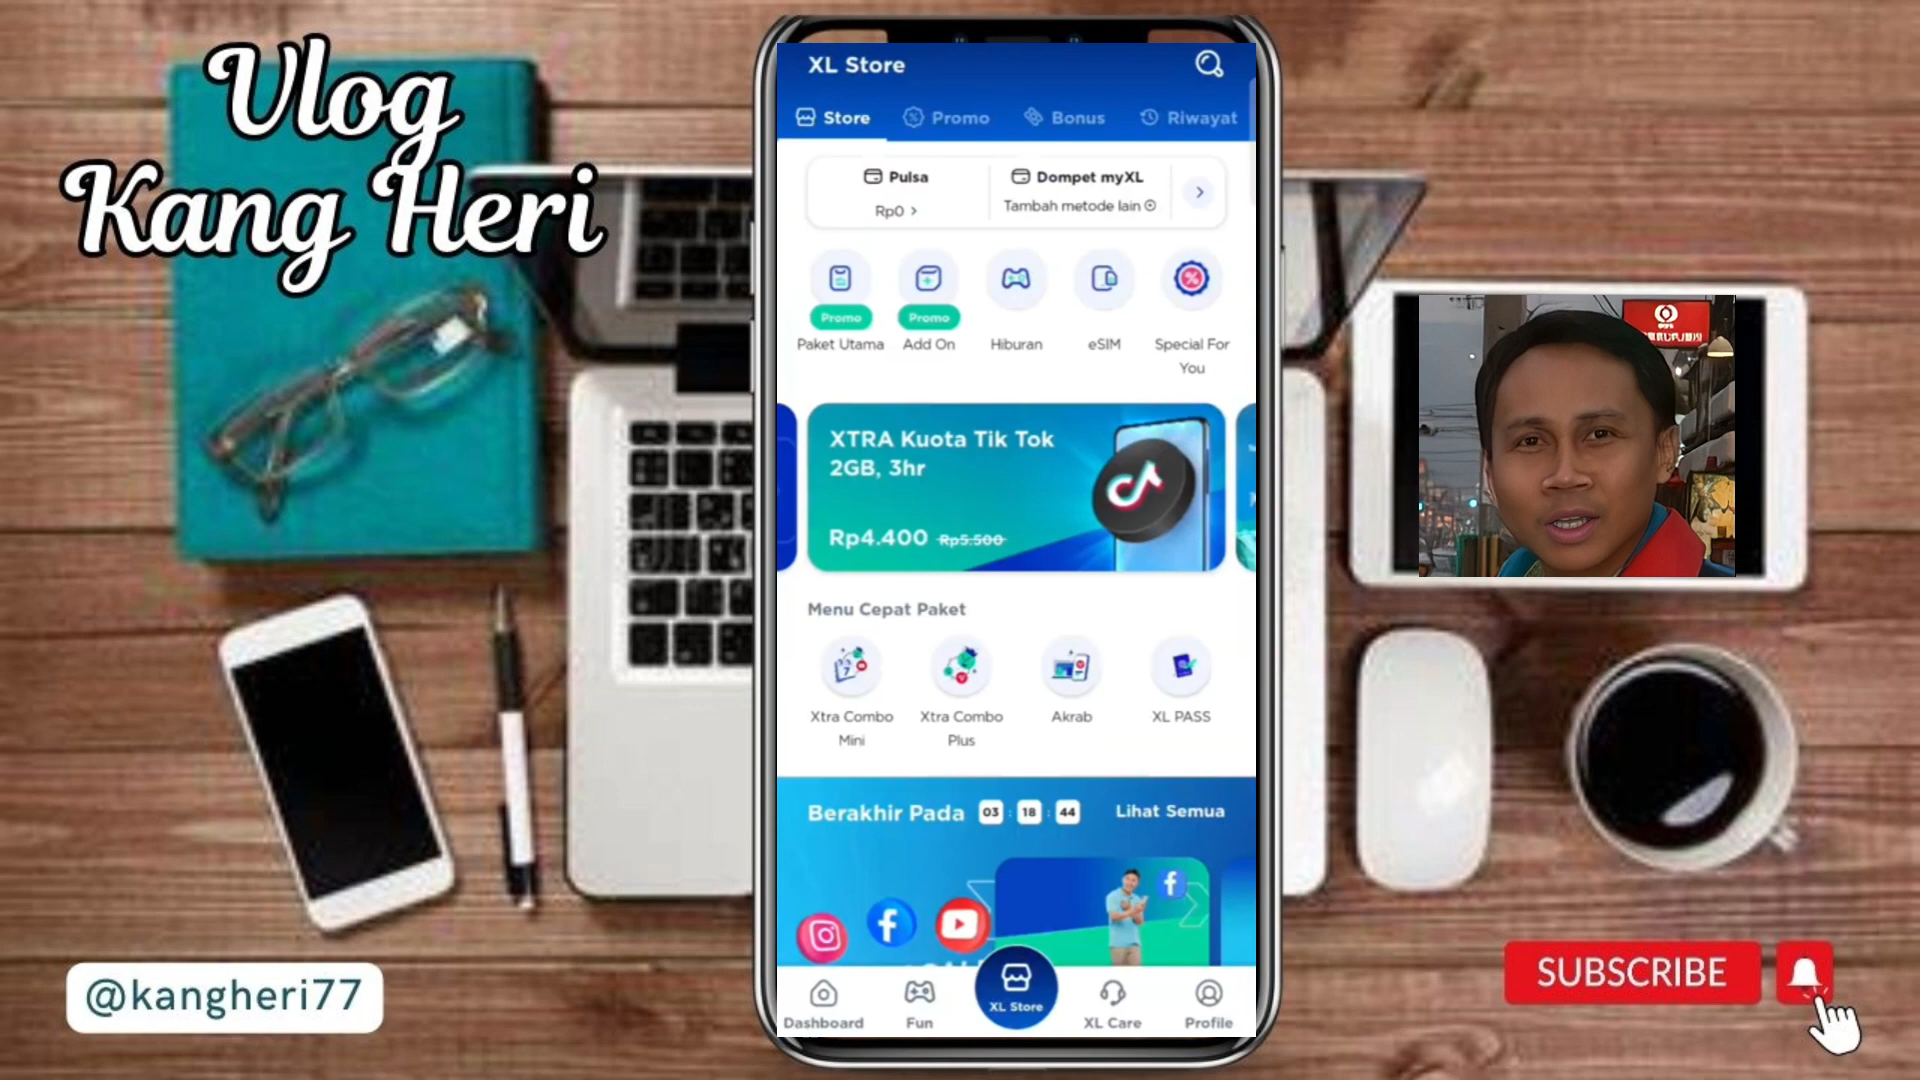 Vlog
Kang Heri
XL Store
Store
Promo
Bonus
Riwayat
Pulsa
Rp0
Dompet myXL
Tambah metode lain
Promo
Promo
Paket Utama
Add On
Hiburan
eSIM
Special For
You
XTRA Kuota Tik Tok
2GB, 3hr
Rp4.400 Rp5.500
Menu Cepat Paket
Xtra Combo
Mini
Xtra Combo
Plus
Akrab
XL PASS
Berakhir Pada 03 : 18 : 44
Lihat Semua
Dashboard
Fun
XL Store
XL Care
Profile
@kangheri77
SUBSCRIBE